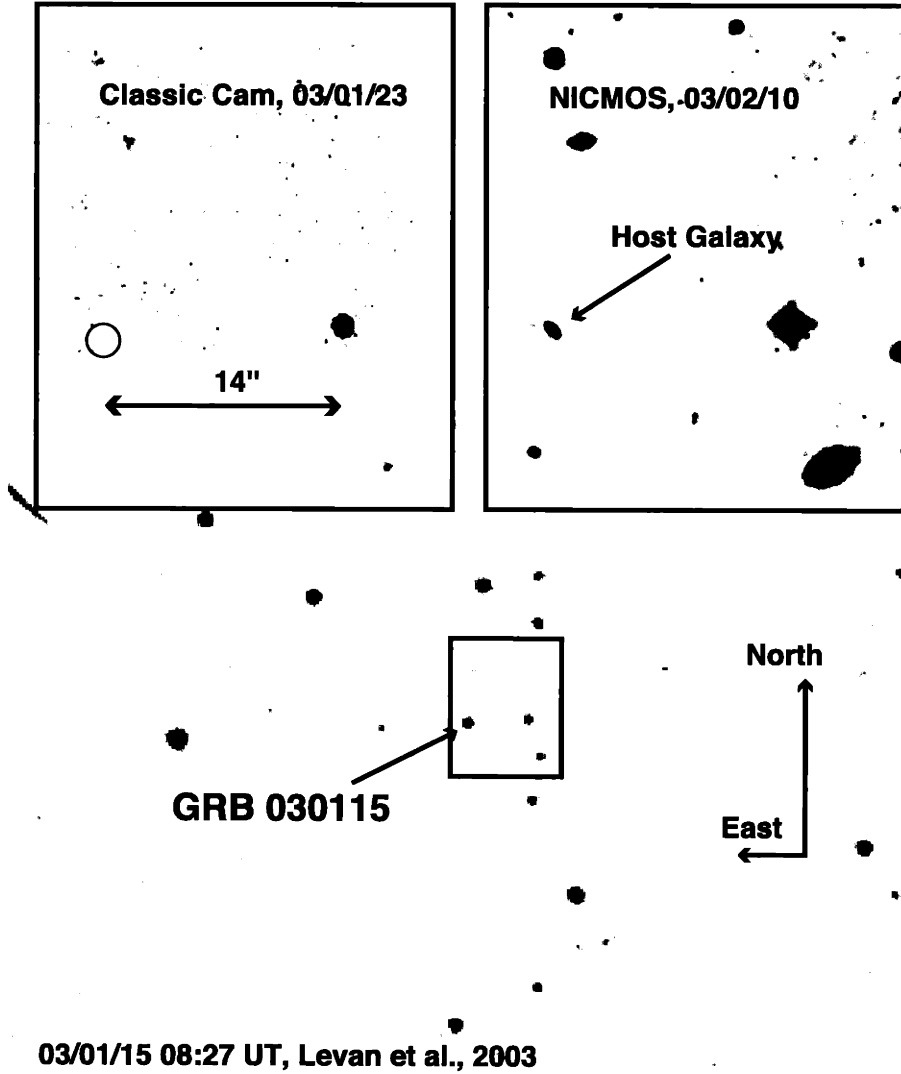 Classic Cam, 03/01/23
NICMOS, 03/02/10
Host Galaxy
14"
North
GRB 030115
East
03/01/15 08:27 UT, Levan et al., 2003